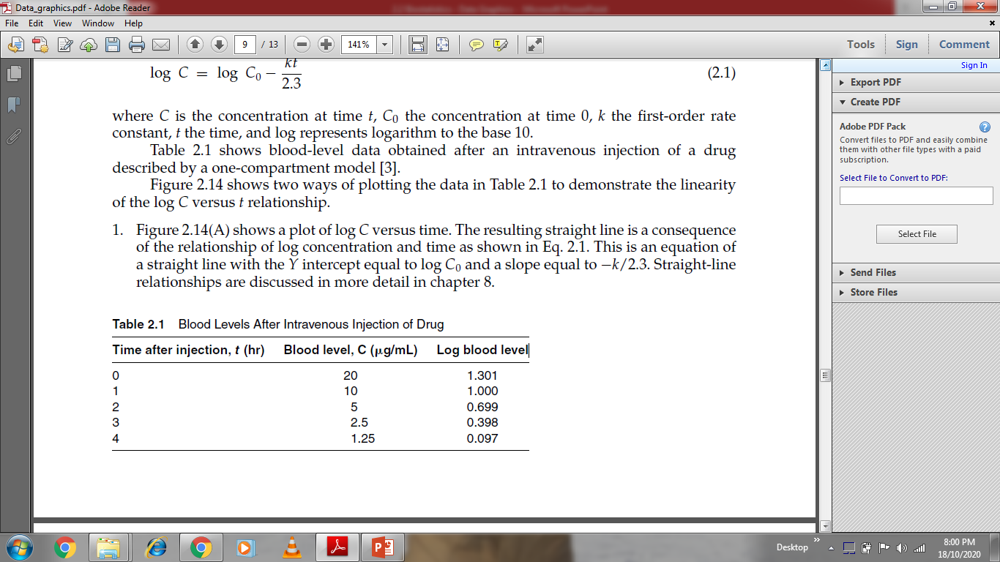 Data_graphics.pdf - Adobe Reader
File Edit View Window Help
9 / 13 141% Tools Sign Comment
Sign In
Export PDF
Create PDF
Adobe PDF Pack
Convert files to PDF and easily combine
them with other file types with a paid
subscription.
Select File to Convert to PDF:
Select File
Send Files
Store Files
log C = log C₀ − kt/2.3 (2.1)
where C is the concentration at time t, C₀ the concentration at time 0, k the first-order rate
constant, t the time, and log represents logarithm to the base 10.
Table 2.1 shows blood-level data obtained after an intravenous injection of a drug
described by a one-compartment model [3].
Figure 2.14 shows two ways of plotting the data in Table 2.1 to demonstrate the linearity
of the log C versus t relationship.
1. Figure 2.14(A) shows a plot of log C versus time. The resulting straight line is a consequence
of the relationship of log concentration and time as shown in Eq. 2.1. This is an equation of
a straight line with the Y intercept equal to log C₀ and a slope equal to −k/2.3. Straight-line
relationships are discussed in more detail in chapter 8.
Table 2.1 Blood Levels After Intravenous Injection of Drug
Time after injection, t (hr) Blood level, C (μg/mL) Log blood level
0 20 1.301
1 10 1.000
2 5 0.699
3 2.5 0.398
4 1.25 0.097
Desktop
8:00 PM
18/10/2020